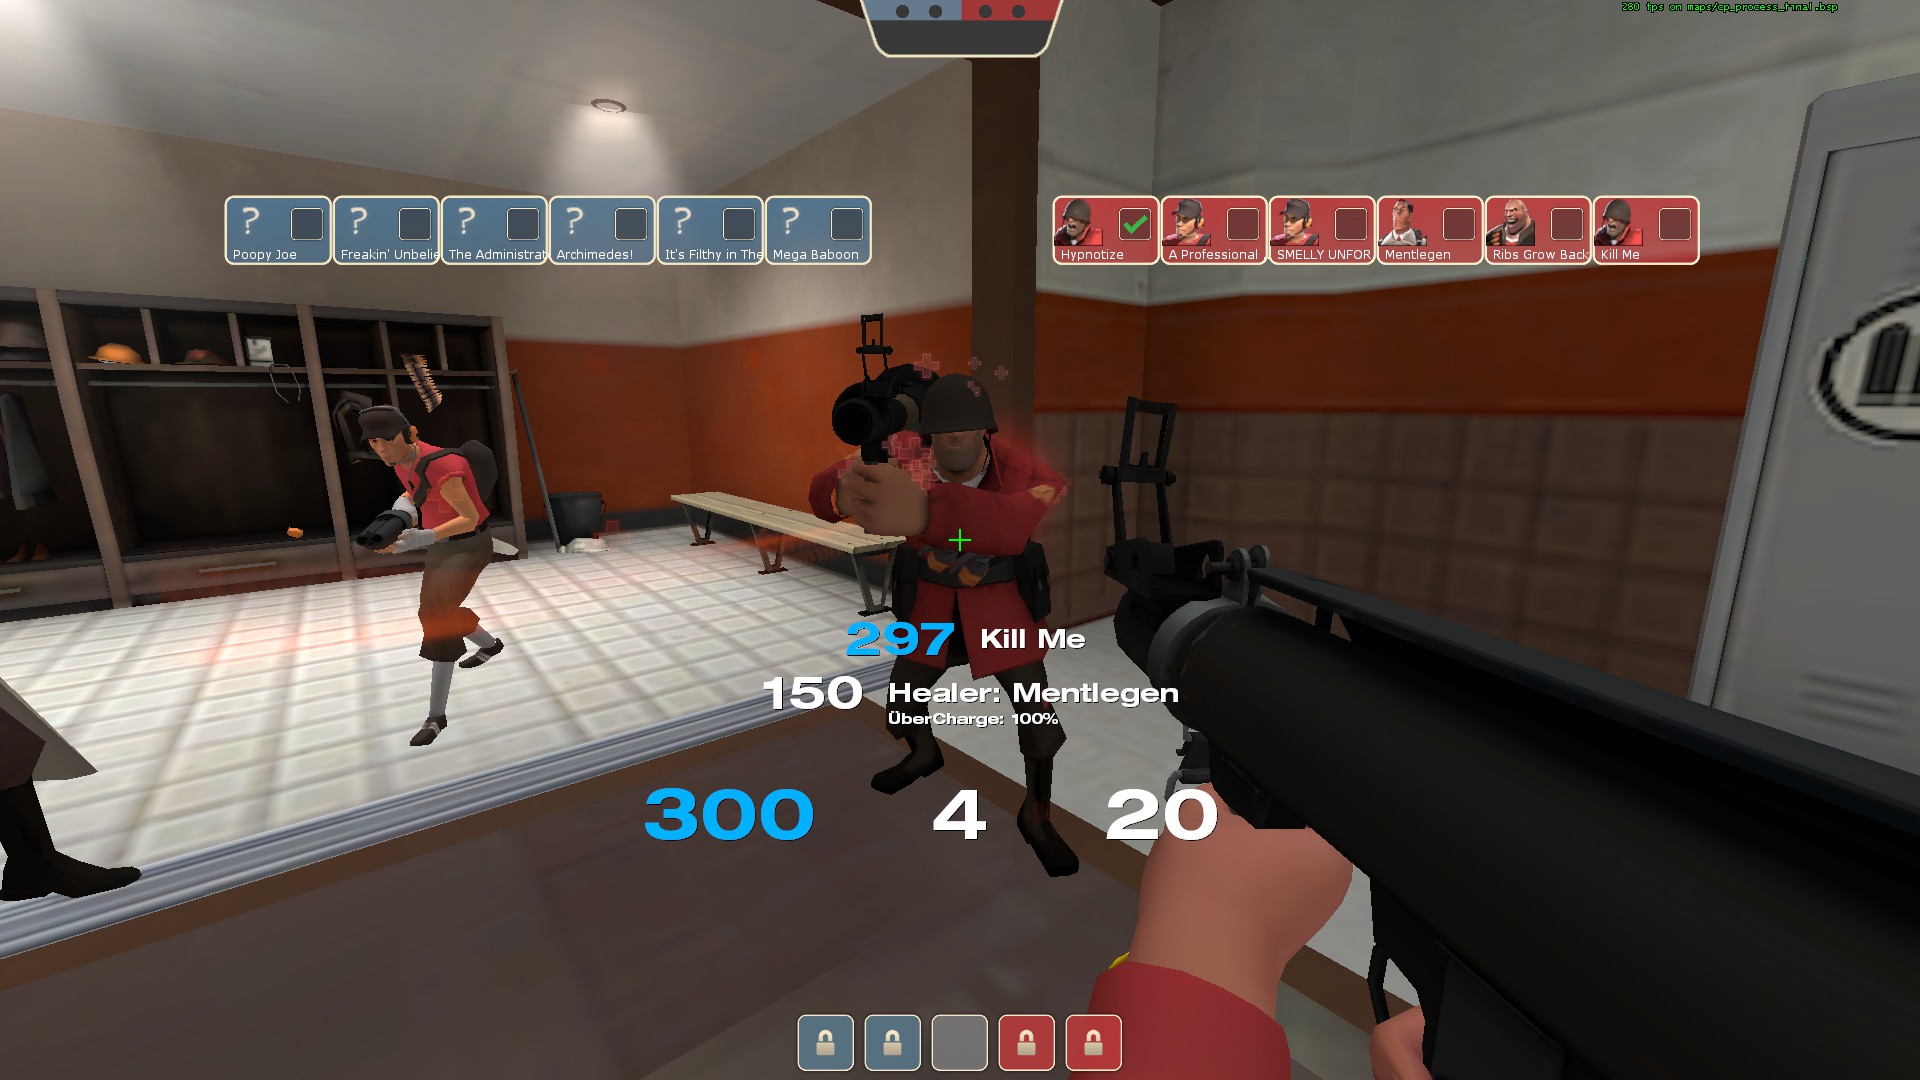 280 fps on maps/cp_process_final.bsp
? Poopy Joe
? Freakin' Unbelie
? The Administrat
? Archimedes!
? It's Filthy in The
? Mega Baboon
Hypnotize
A Professional
SMELLY UNFOR
Mentlegen
Ribs Grow Back
Kill Me
297 Kill Me
150 Healer: Mentlegen
ÜberCharge: 100%
300 4 20